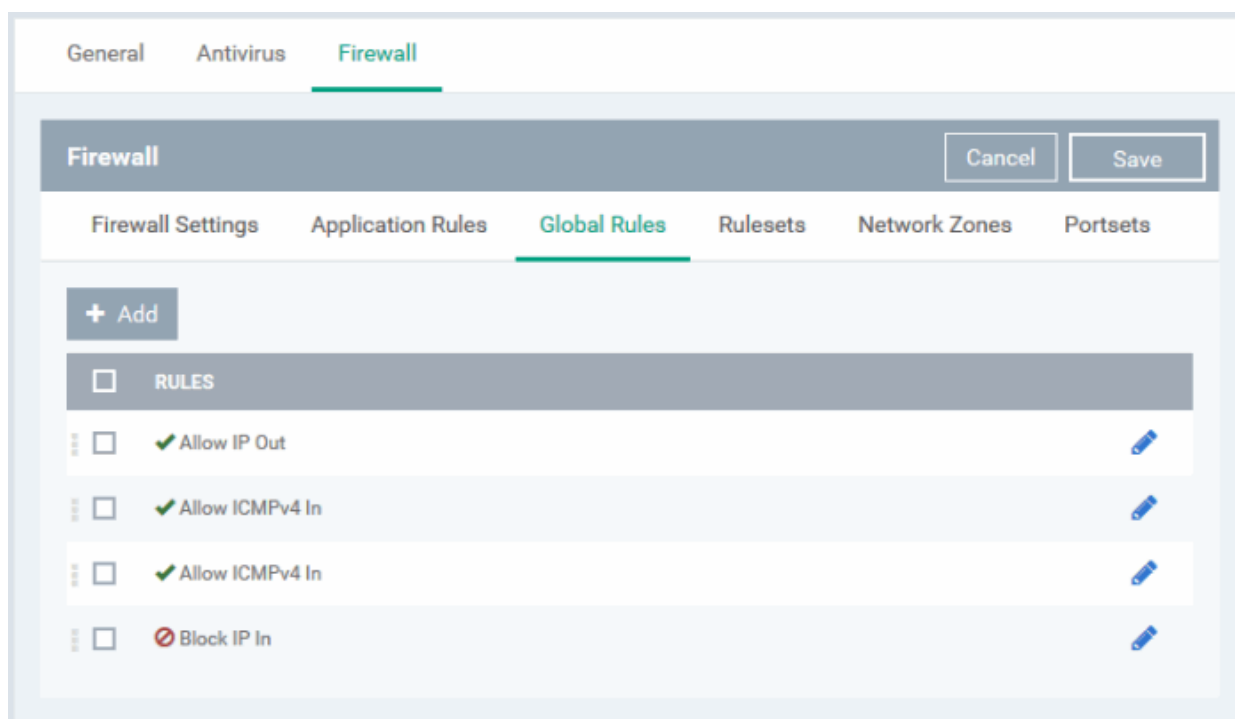 General Antivirus Firewall
Firewall Cancel Save
Firewall Settings Application Rules Global Rules Rulesets Network Zones Portsets
+ Add
RULES
Allow IP Out
Allow ICMPv4 In
Allow ICMPv4 In
Block IP In